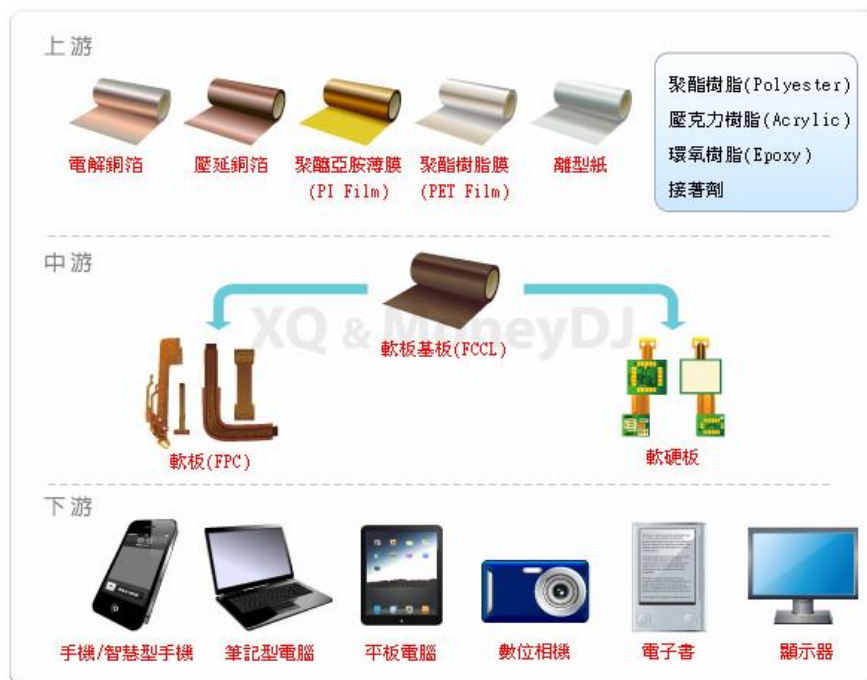 上游
聚酯樹脂(Polyester)
壓克力樹脂(Acrylic)
環氧樹脂(Epoxy)
接著劑
電解銅箔
壓延銅箔
聚醯亞胺薄膜
(PI Film)
聚酯樹脂膜
(PET Film)
離型紙
中游
XQ & MoneyDJ
軟板基板(FCCL)
軟板(FPC)
軟硬板
下游
手機/智慧型手機
筆記型電腦
平板電腦
數位相機
電子書
顯示器